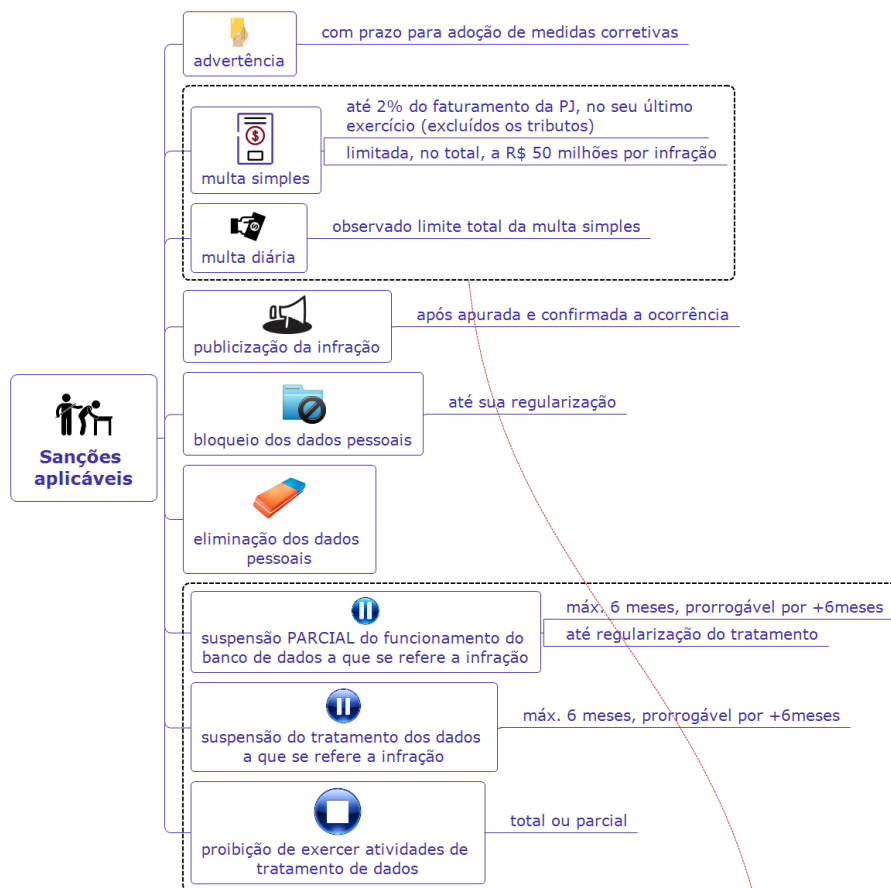 com prazo para adoção de medidas corretivas
advertência
até 2% do faturamento da PJ, no seu último
exercício (excluídos os tributos)
limitada, no total, a R$ 50 milhões por infração
multa simples
observado limite total da multa simples
multa diária
após apurada e confirmada a ocorrência
publicização da infração
até sua regularização
bloqueio dos dados pessoais
Sanções
aplicáveis
eliminação dos dados
pessoais
máx. 6 meses, prorrogável por +6meses
até regularização do tratamento
suspensão PARCIAL do funcionamento do
banco de dados a que se refere a infração
máx. 6 meses, prorrogável por +6meses
suspensão do tratamento dos dados
a que se refere a infração
total ou parcial
proibição de exercer atividades de
tratamento de dados